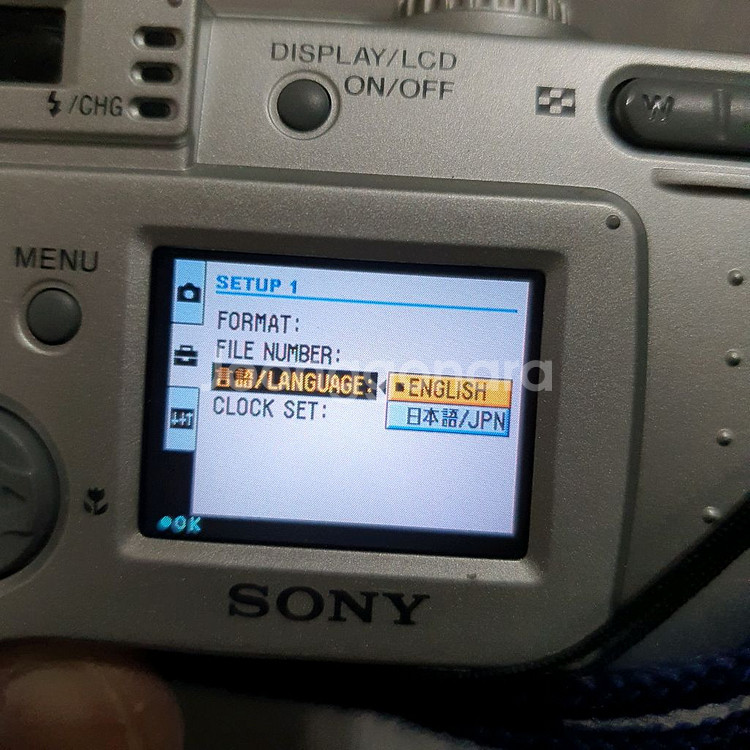 DISPLAY/LCD
ON/OFF
/CHG
W
MENU
SETUP 1
FORMAT:
FILE NUMBER:
言語/LANGUAGE:
ENGLISH
日本語/JPN
CLOCK SET:
OK
SONY
joonggonara